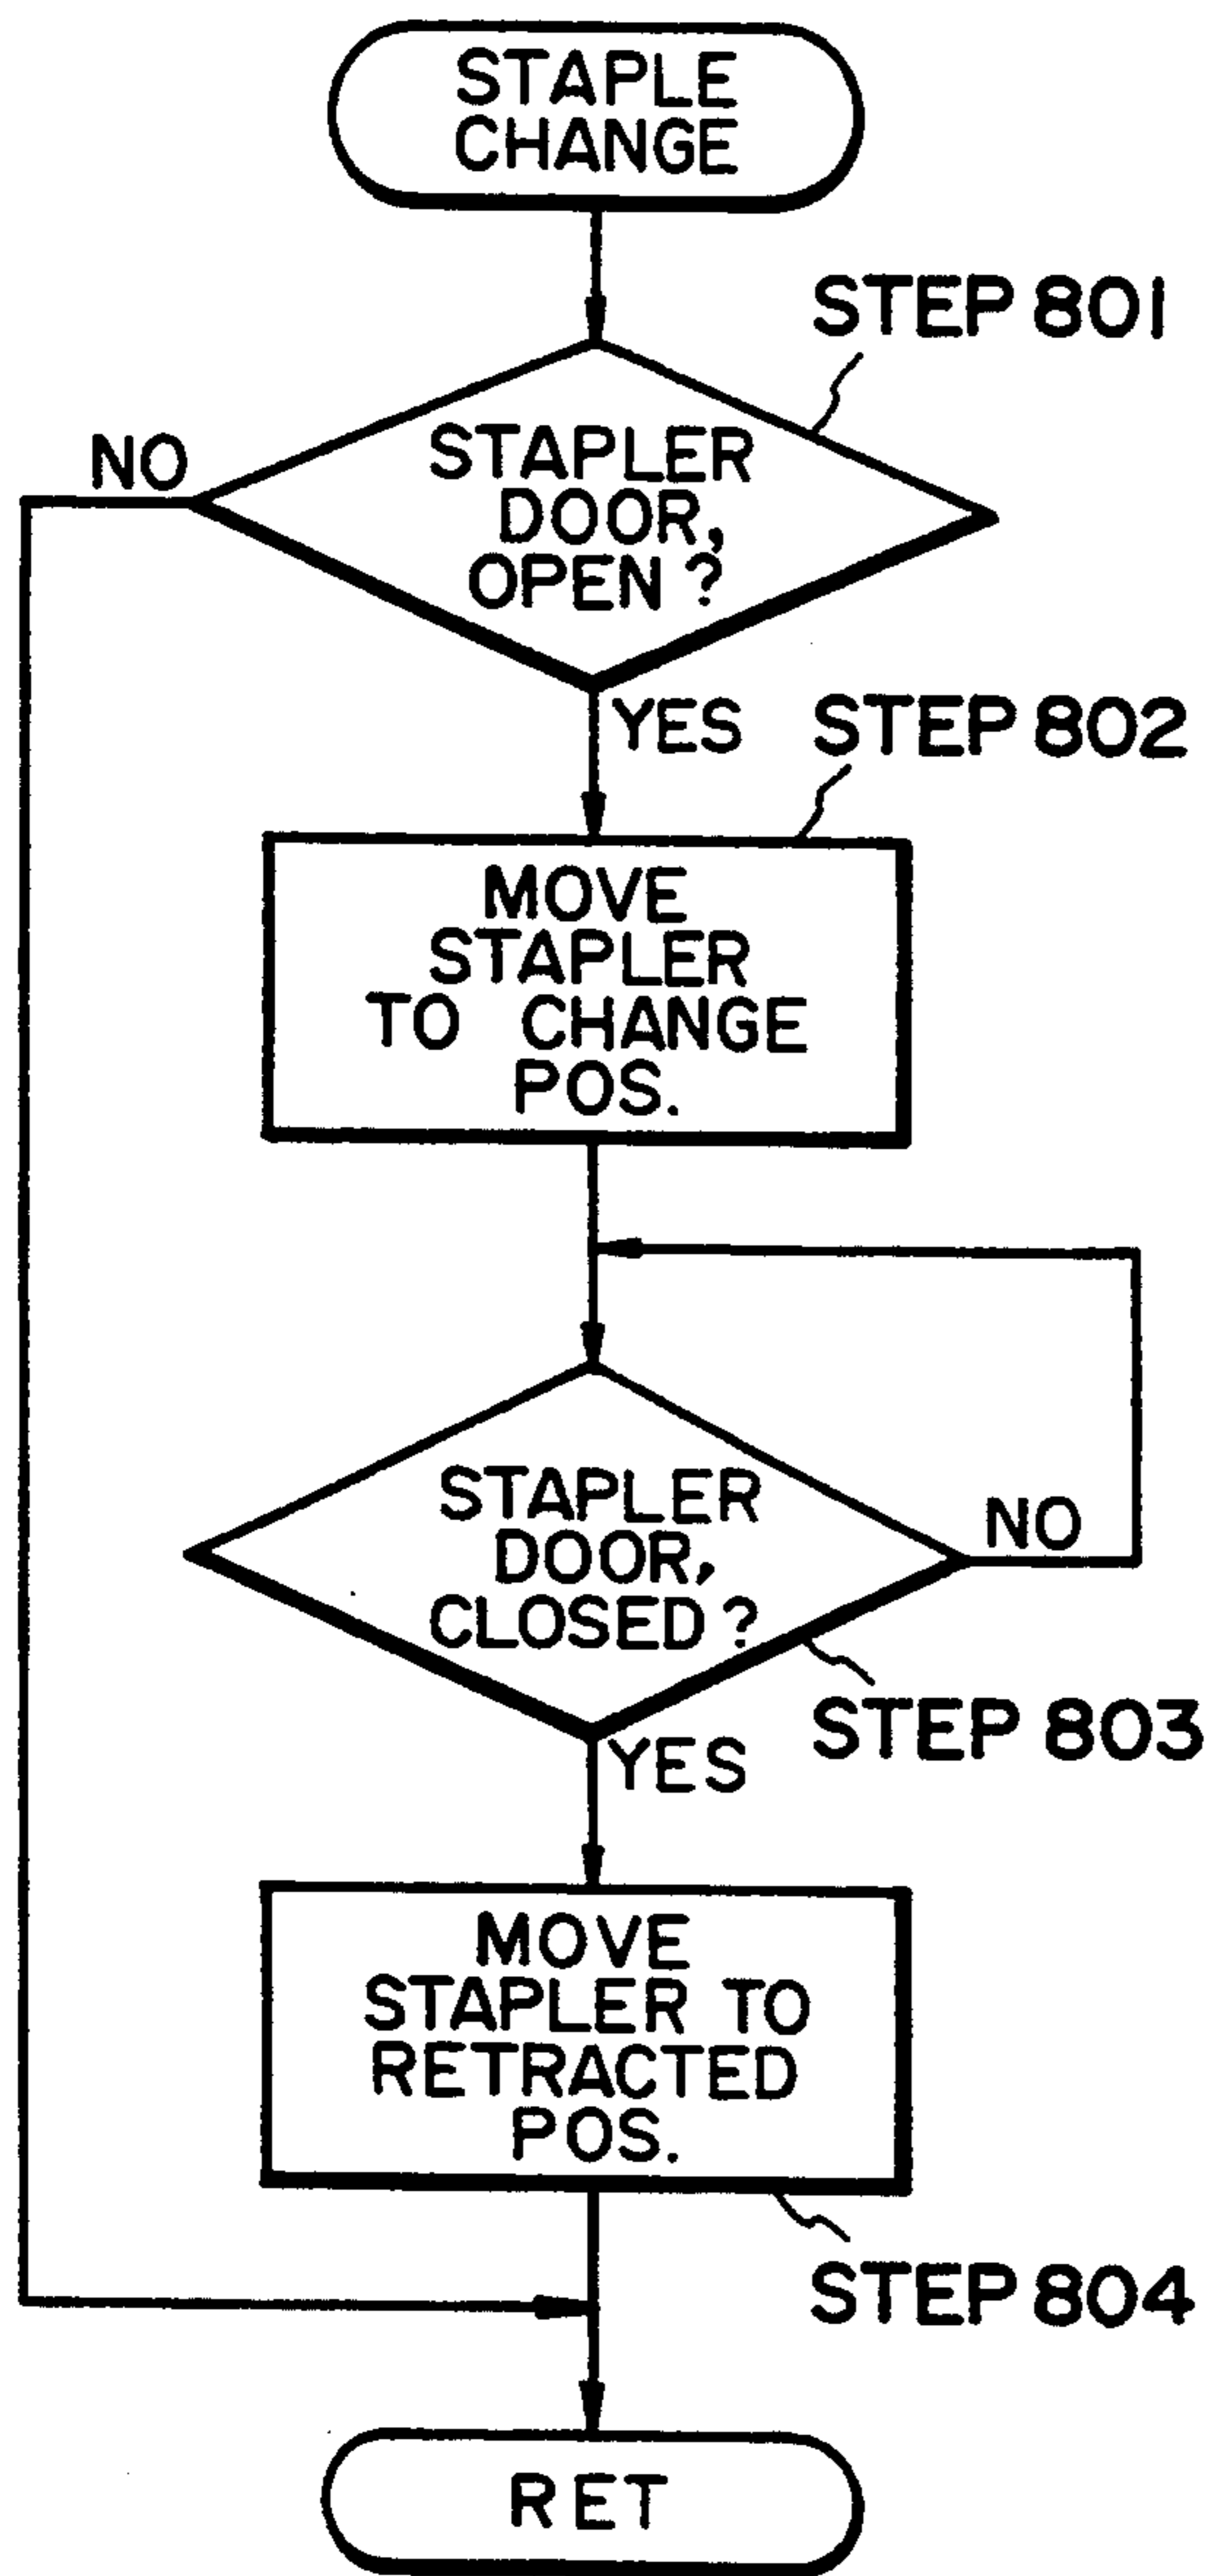 STAPLE
CHANGE
STEP 801
NO
STAPLER
DOOR,
OPEN ?
YES
STEP 802
MOVE
STAPLER
TO CHANGE
POS.
STAPLER
DOOR,
CLOSED ?
NO
STEP 803
YES
MOVE
STAPLER TO
RETRACTED
POS.
STEP 804
RET